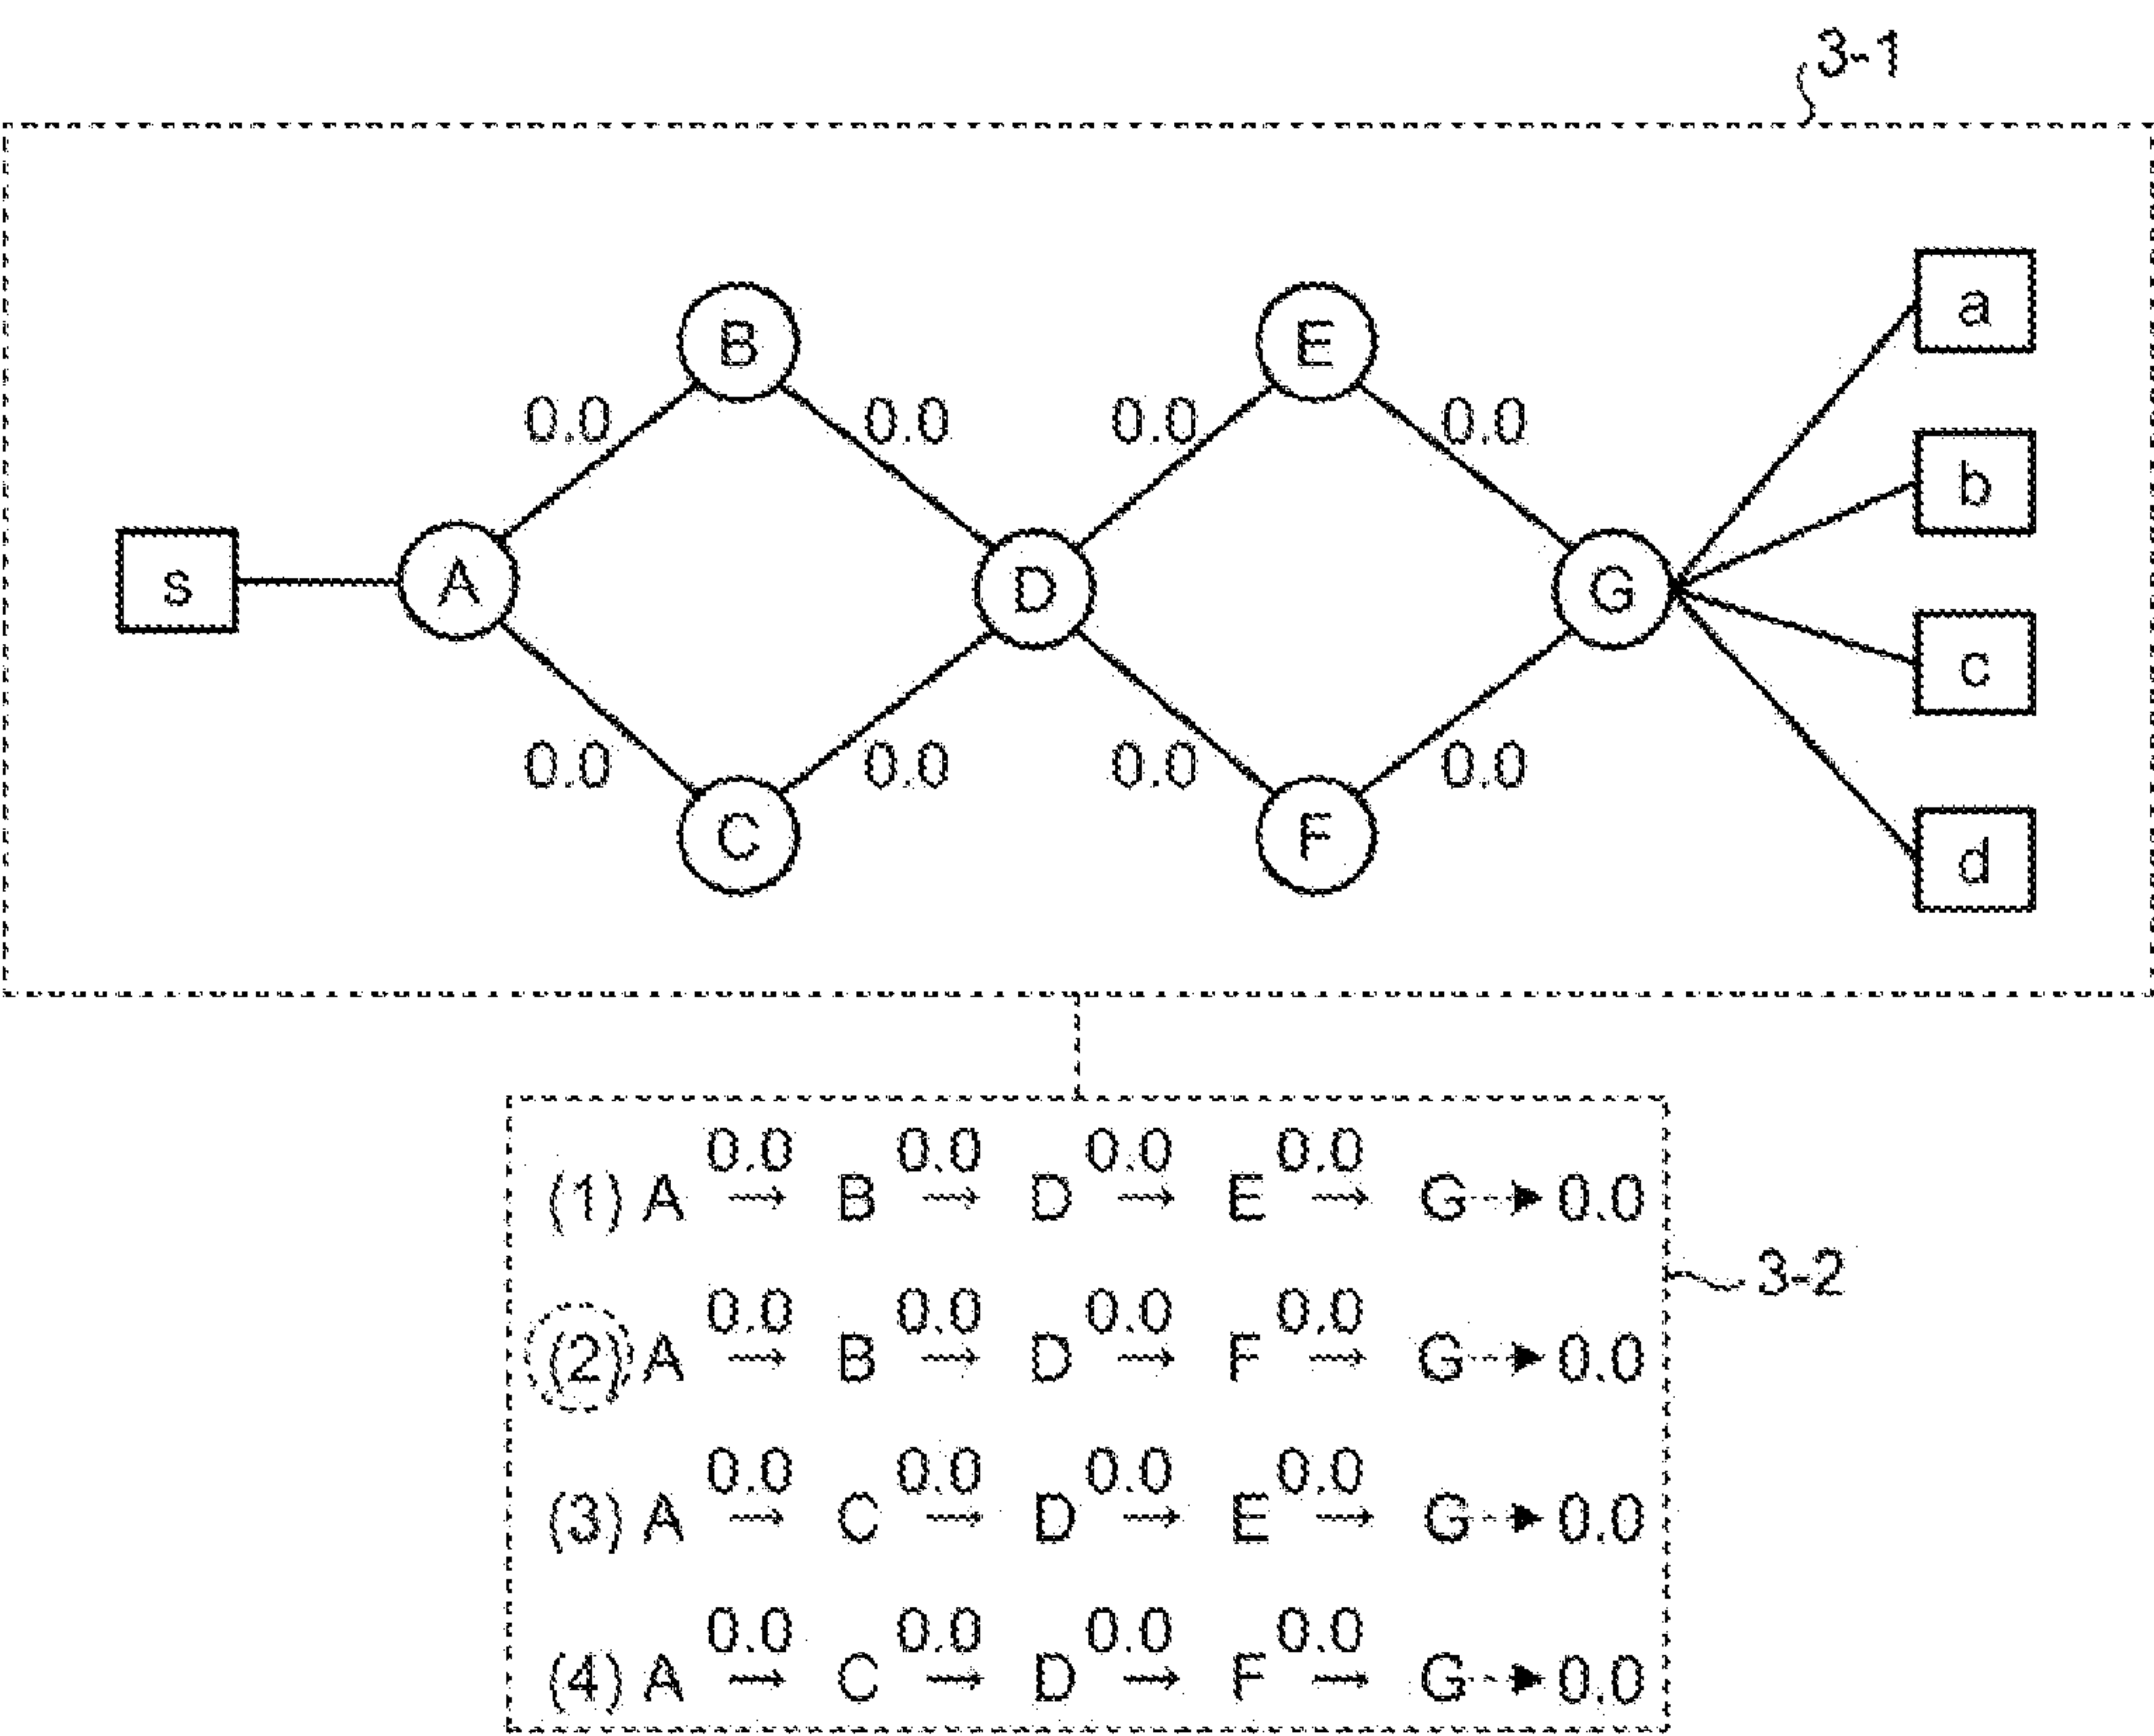 3-1
a
B E
0.0 0.0 0.0 0.0
b
s A D G
c
0.0 0.0 0.0 0.0
C F d
0.0 0.0 0.0 0.0
(1) A → B → D → E → G → 0.0
3-2
0.0 0.0 0.0 0.0
(2) A → B → D → F → G → 0.0
0.0 0.0 0.0 0.0
(3) A → C → D → E → G → 0.0
0.0 0.0 0.0 0.0
(4) A → C → D → F → G → 0.0